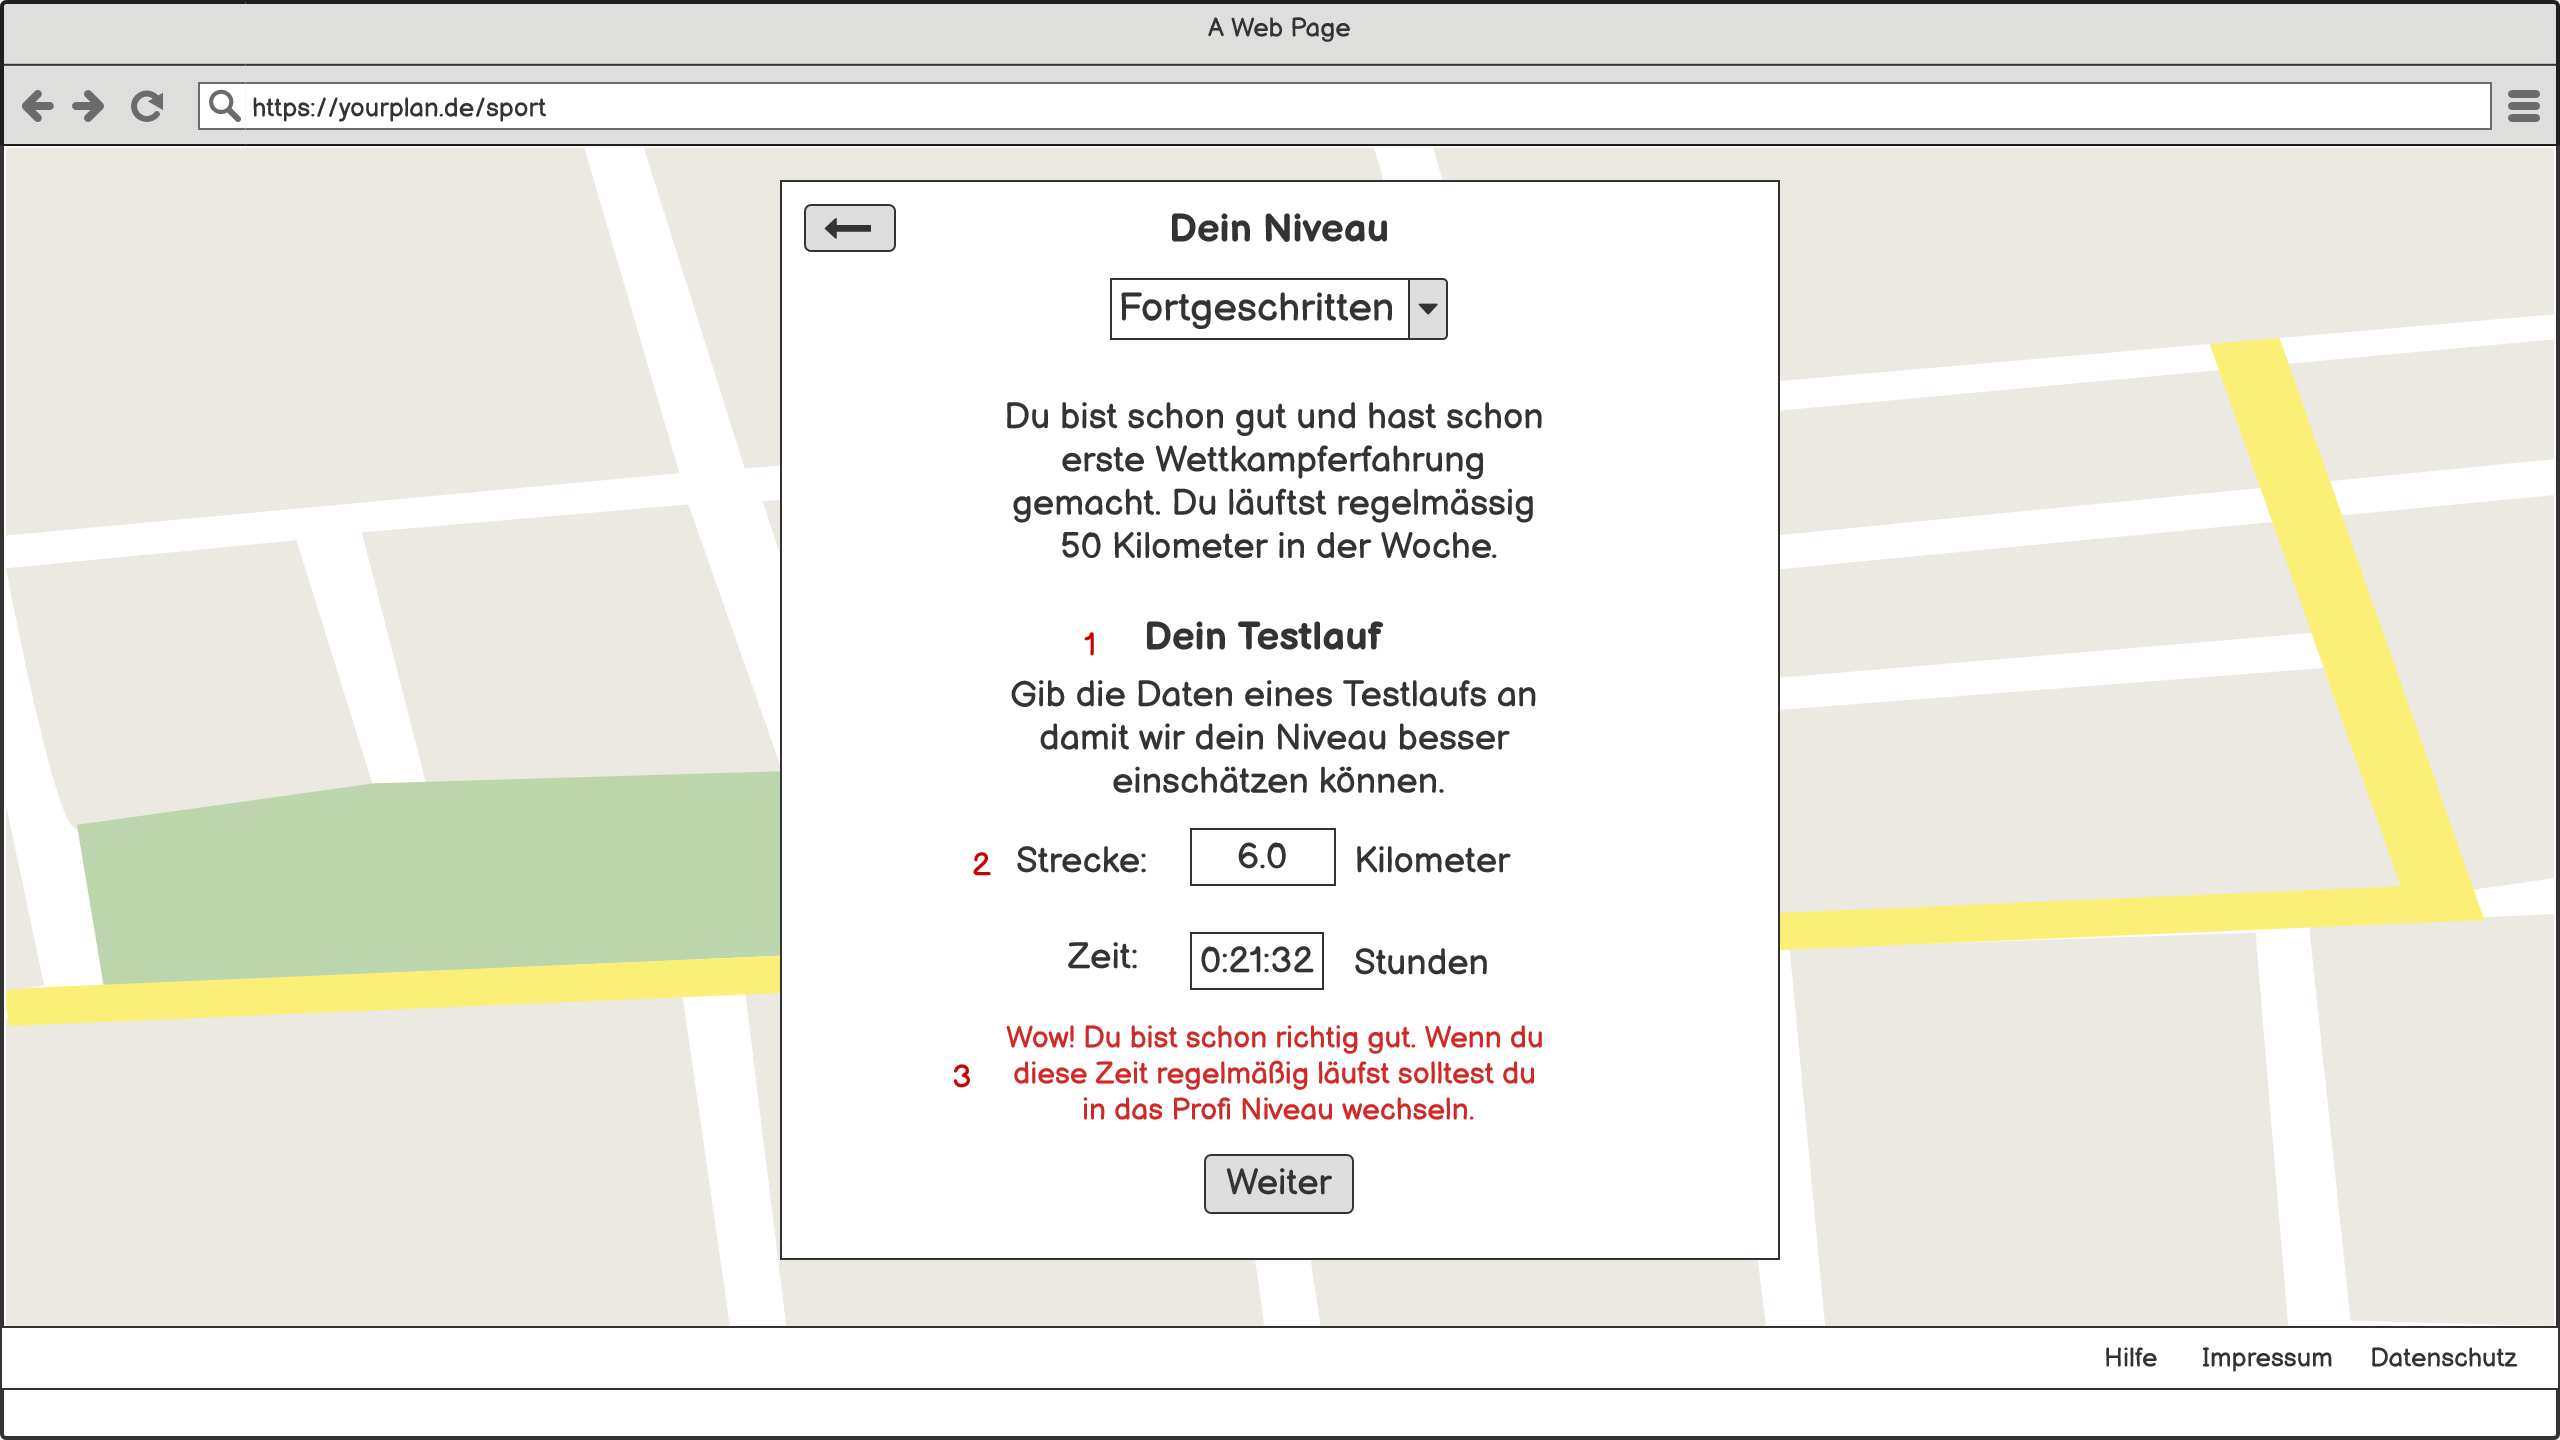 A Web Page
https://yourplan.de/sport
Dein Niveau
Fortgeschritten
Du bist schon gut und hast schon
erste Wettkampferfahrung
gemacht. Du läuftst regelmässig
50 Kilometer in der Woche.
1 Dein Testlauf
Gib die Daten eines Testlaufs an
damit wir dein Niveau besser
einschätzen können.
2 Strecke: 6.0 Kilometer
Zeit: 0:21:32 Stunden
Wow! Du bist schon richtig gut. Wenn du
3 diese Zeit regelmäßig läufst solltest du
in das Profi Niveau wechseln.
Weiter
Hilfe Impressum Datenschutz